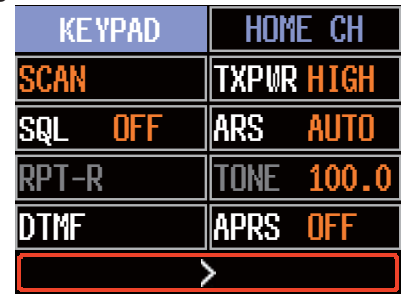 KEYPAD HOME CH
SCAN TXPWR HIGH
SQL OFF ARS AUTO
RPT-R TONE 100.0
DTMF APRS OFF
>